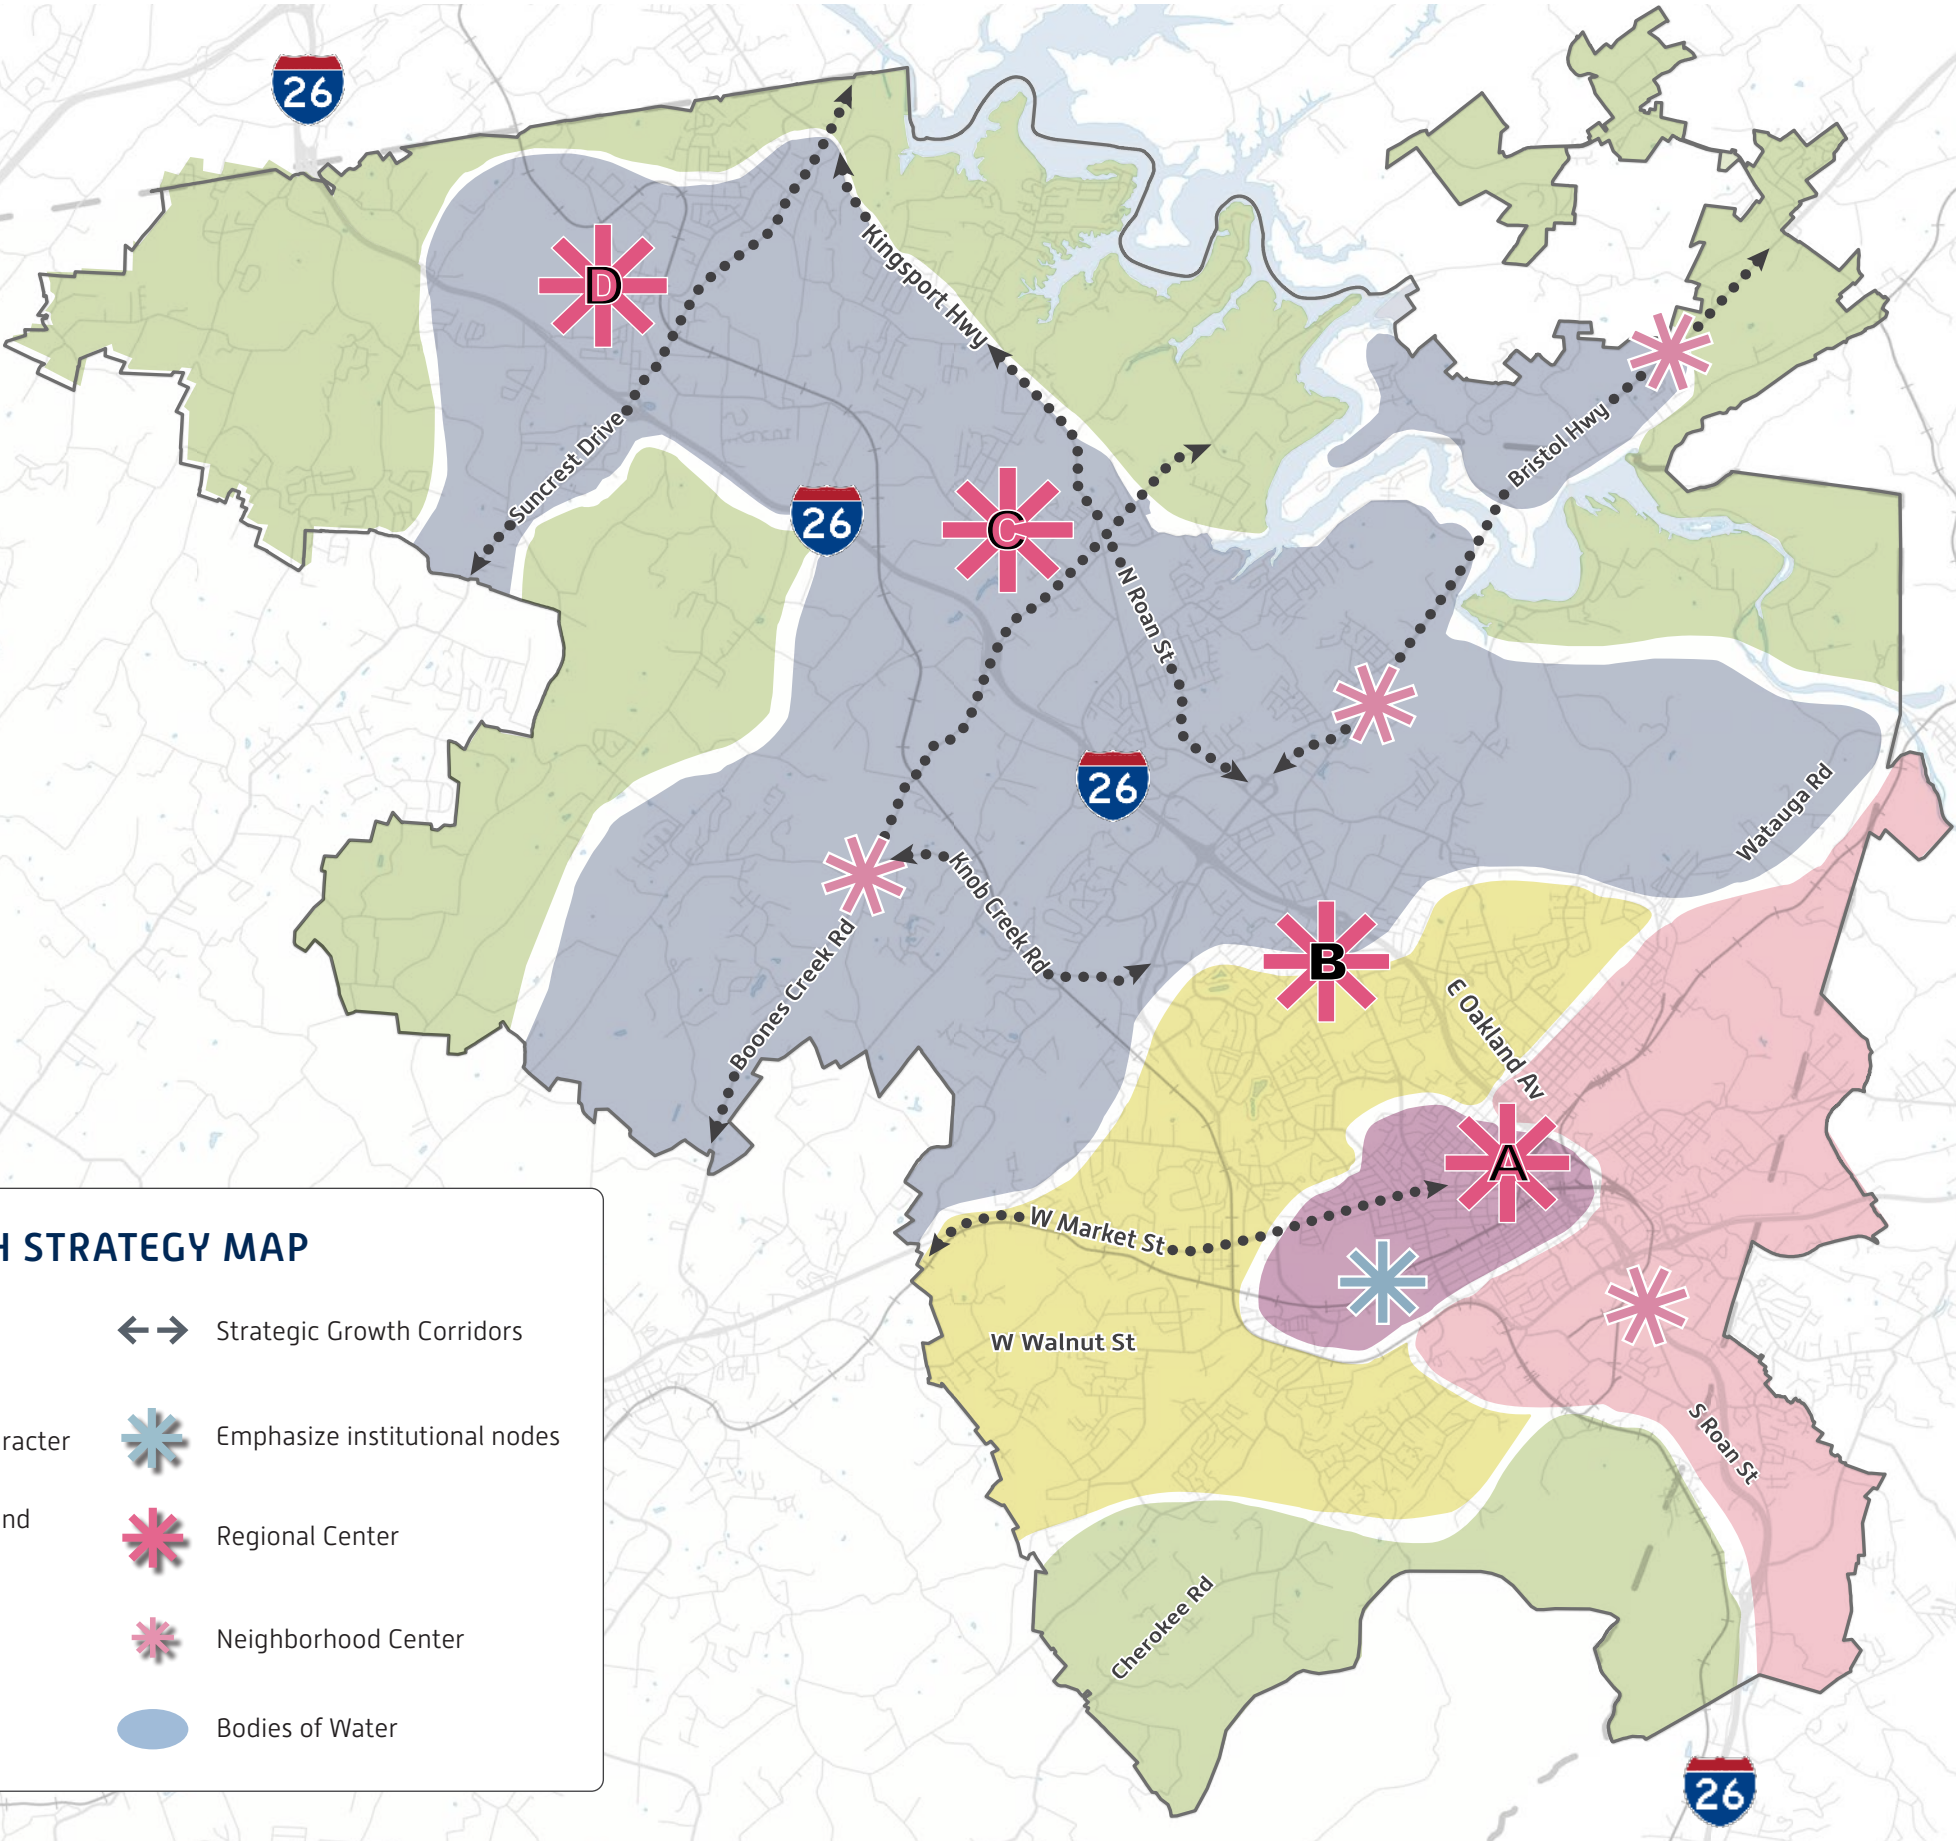 26
D
Kingsport Hwy
Suncrest Drive
Bristol Hwy
26
C
N Roan St
26
Watauga Rd
Knob Creek Rd
Boones Creek Rd
B
E Oakland Av
A
W Market St
W Walnut St
S Roan St
Cherokee Rd
26
H STRATEGY MAP
Strategic Growth Corridors
racter
Emphasize institutional nodes
nd
Regional Center
Neighborhood Center
Bodies of Water